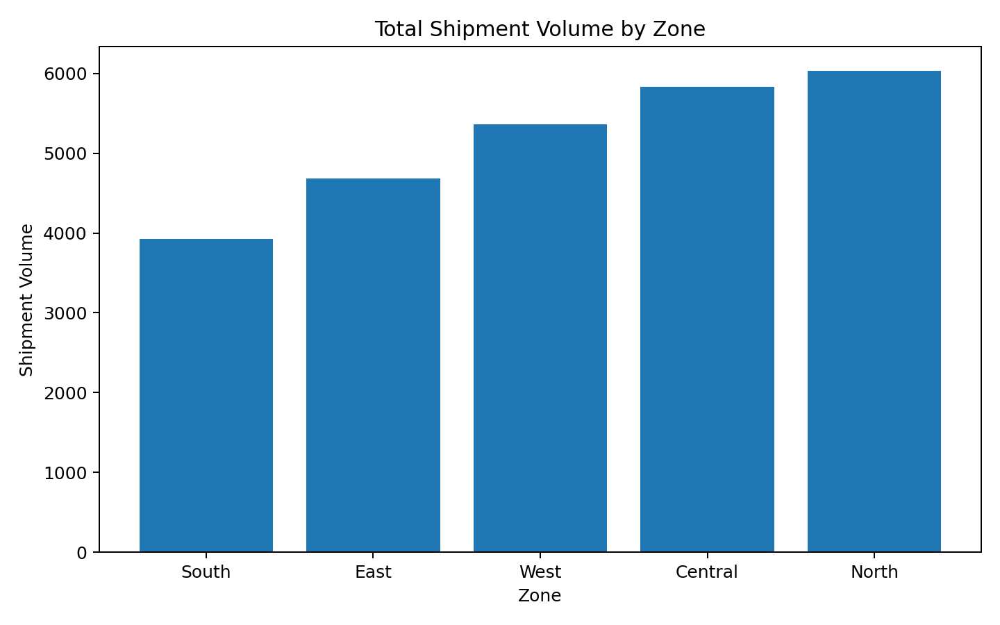 Total Shipment Volume by Zone
Shipment Volume
6000
5000
4000
3000
2000
1000
0
South East West Central North
Zone